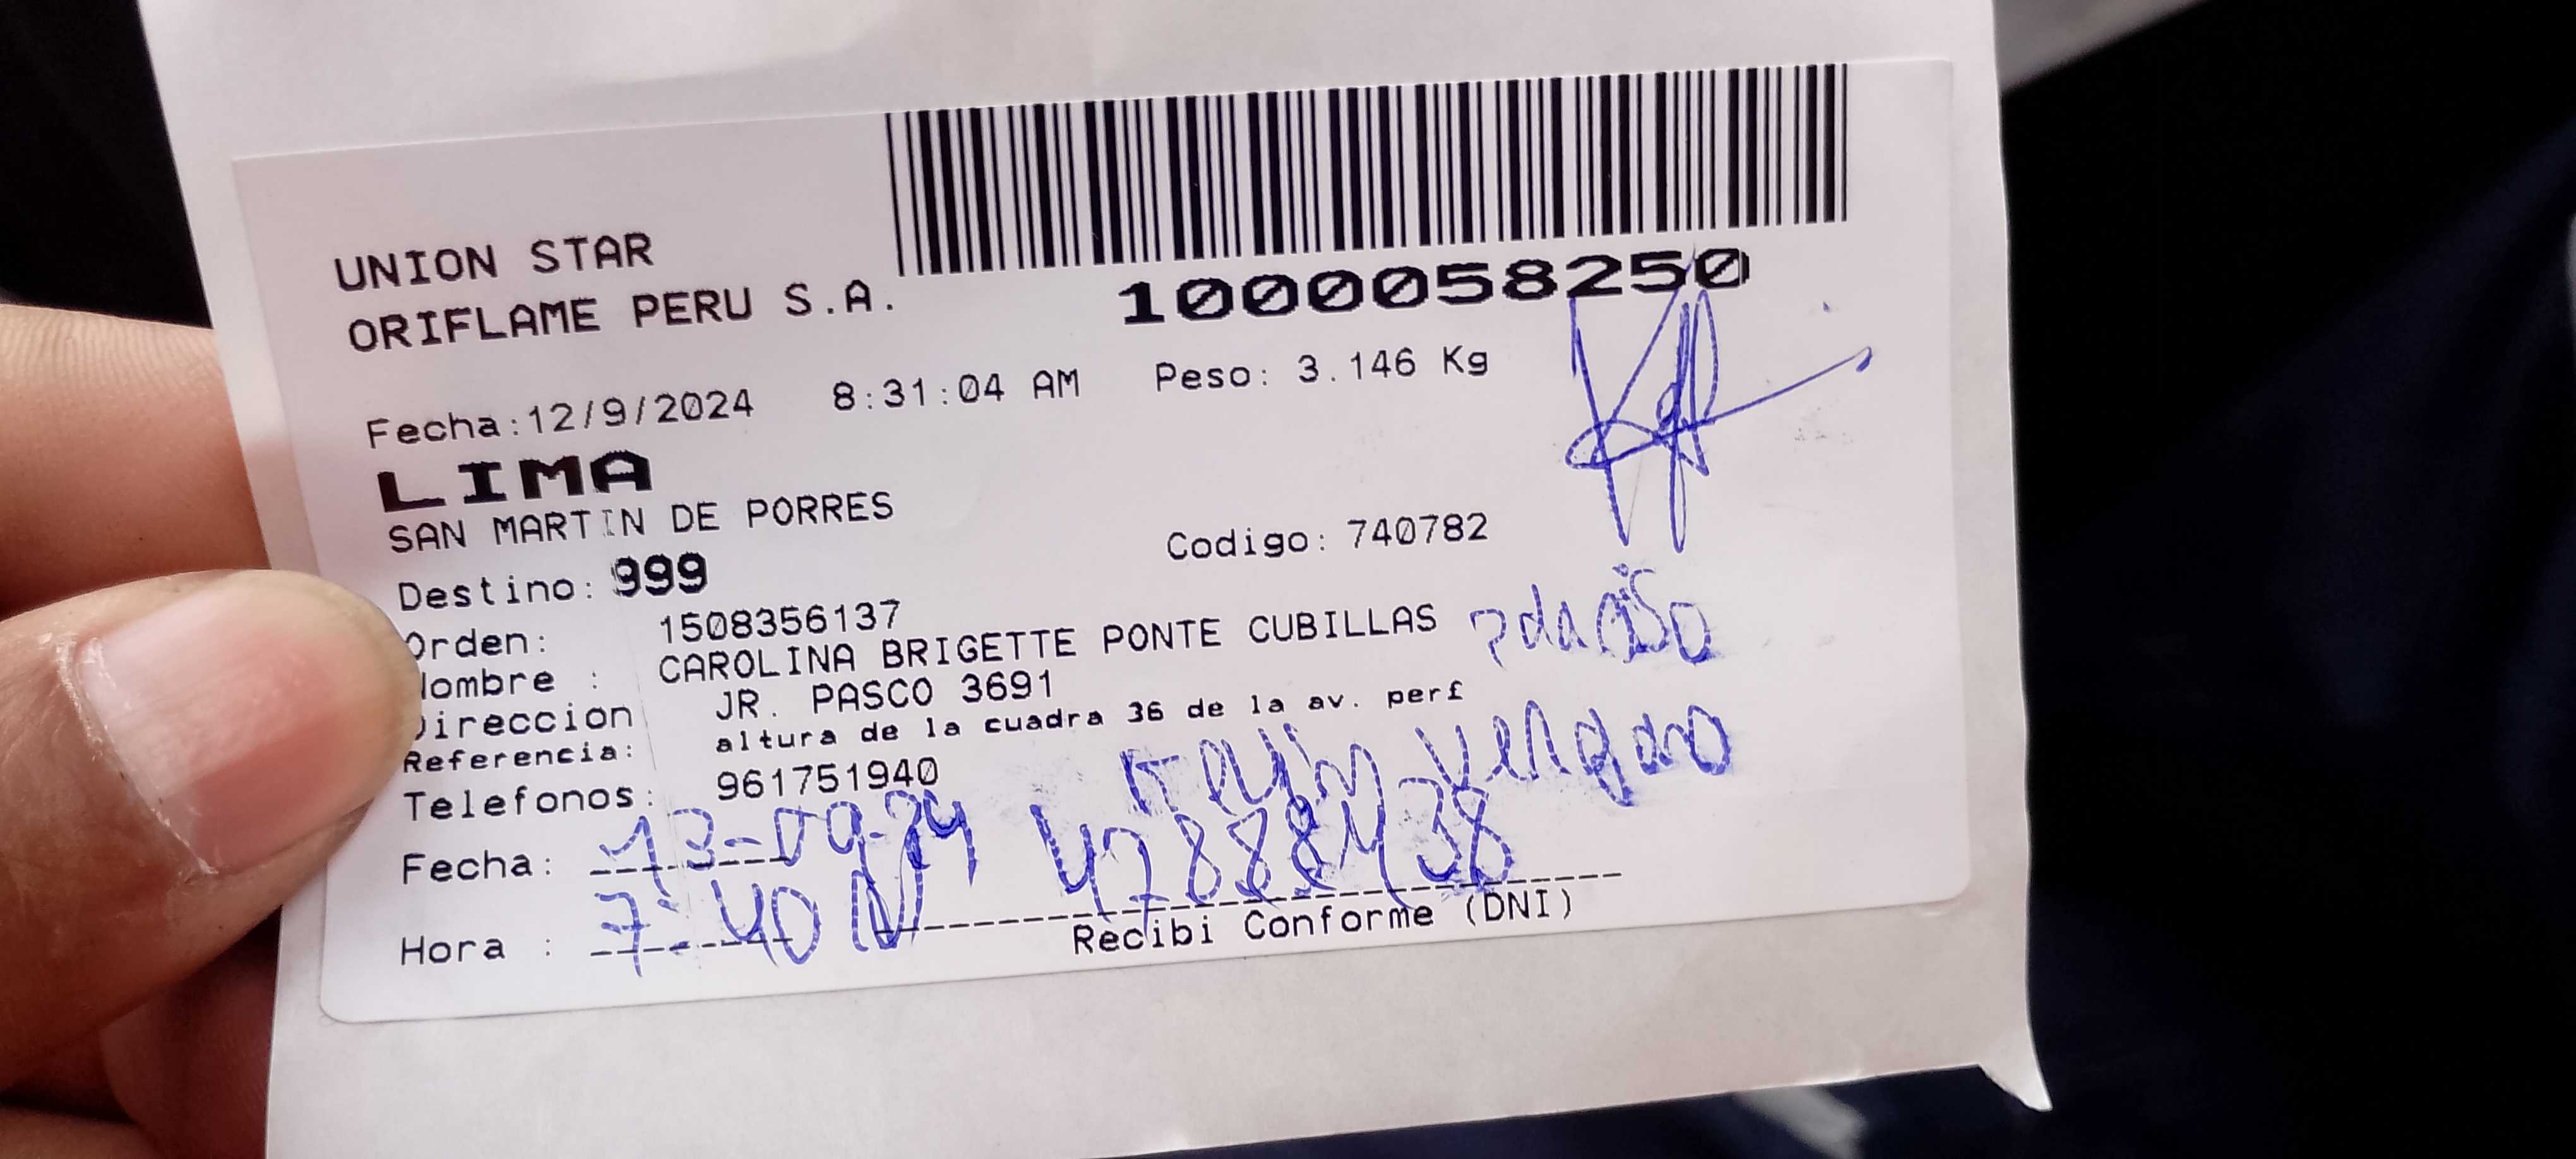 UNION STAR
ORIFLAME PERU S.A.
1000058250
Fecha:12/9/2024 8:31:04 AM Peso: 3.146 Kg
LIMA
SAN MARTIN DE PORRES
Destino: 999 Codigo: 740782
Orden: 1508356137
Nombre : CAROLINA BRIGETTE PONTE CUBILLAS
Direccion JR. PASCO 3691
Referencia: altura de la cuadra 36 de la av. perf
Telefonos: 961751940
Fecha: 13-09-24 47888438
Hora : 7:40
Recibi Conforme (DNI)